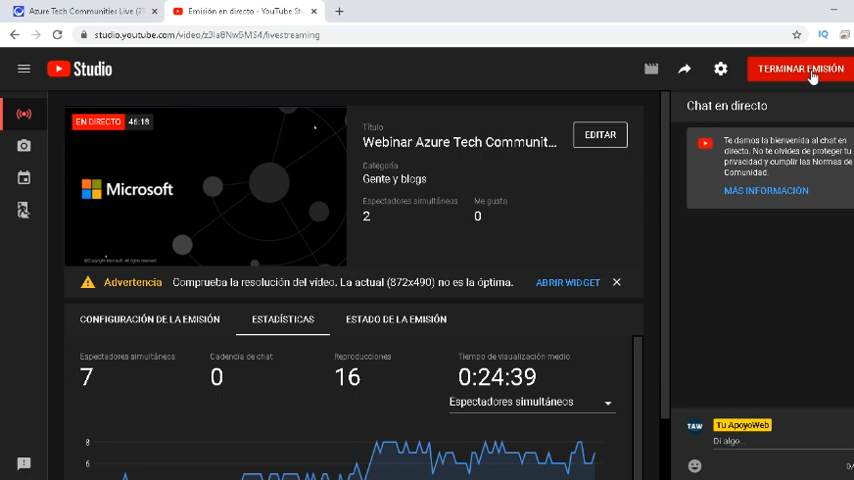 Azure Tech Communities Live (2
Emisión en directo - YouTube St
studio.youtube.com/video/z3Ia8Nw5MS4/livestreaming
Studio
TERMINAR EMISIÓN
EN DIRECTO 46:18
Microsoft
Título
Webinar Azure Tech Communit...
EDITAR
Categoría
Gente y blogs
Espectadores simultáneos
Me gusta
2
0
Advertencia Comprueba la resolución del vídeo. La actual (872x490) no es la óptima. ABRIR WIDGET
CONFIGURACIÓN DE LA EMISIÓN
ESTADÍSTICAS
ESTADO DE LA EMISIÓN
Espectadores simultáneos
Cadencia de chat
Reproducciones
Tiempo de visualización medio
7
0
16
0:24:39
Espectadores simultáneos
8
6
Chat en directo
Te damos la bienvenida al chat en
directo. No te olvides de proteger tu
privacidad y cumplir las Normas de
Comunidad.
MÁS INFORMACIÓN
TAW
Tu ApoyoWeb
Di algo...
0/